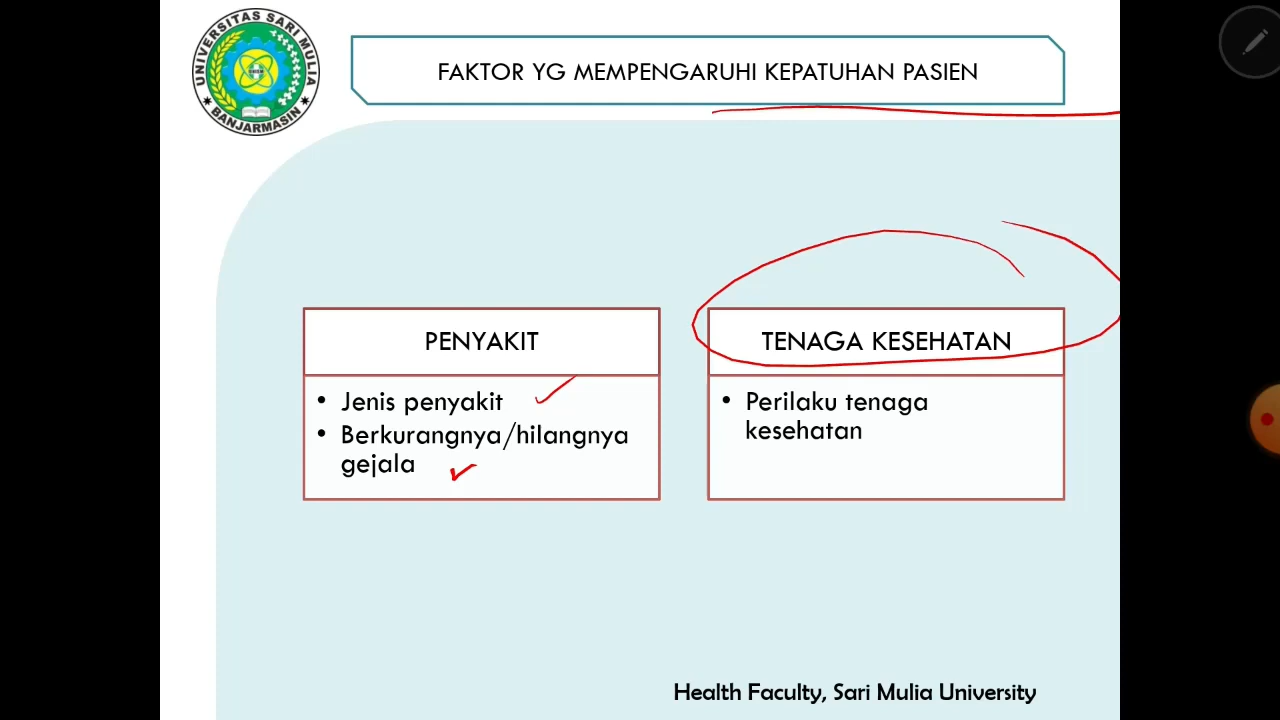 UNIVERSITAS SARI MULIA
BANJARMASIN
FAKTOR YG MEMPENGARUHI KEPATUHAN PASIEN
PENYAKIT
• Jenis penyakit
• Berkurangnya/hilangnya
gejala
TENAGA KESEHATAN
• Perilaku tenaga
kesehatan
Health Faculty, Sari Mulia University